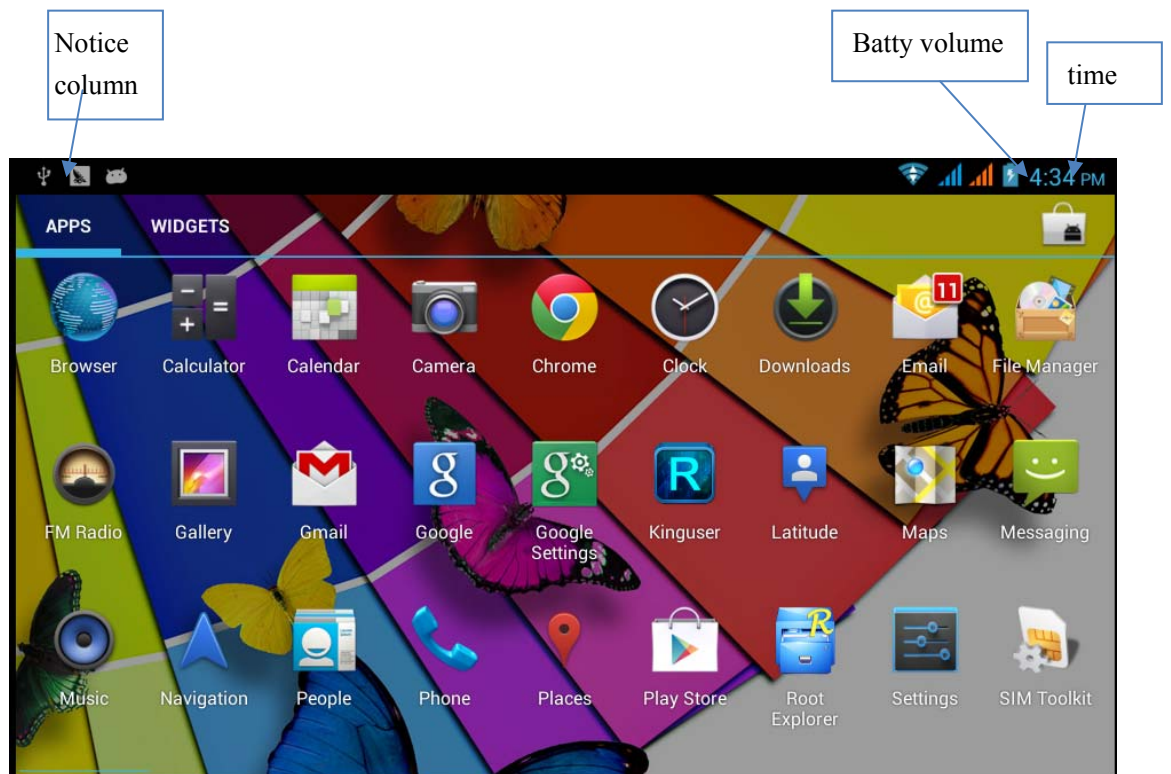 Notice
column
Batty volume
time
4:34 PM
APPS WIDGETS
11
Browser Calculator Calendar Camera Chrome Clock Downloads Email File Manager
g g R
FM Radio Gallery Gmail Google Google Settings Kinguser Latitude Maps Messaging
R
Music Navigation People Phone Places Play Store Root Explorer Settings SIM Toolkit